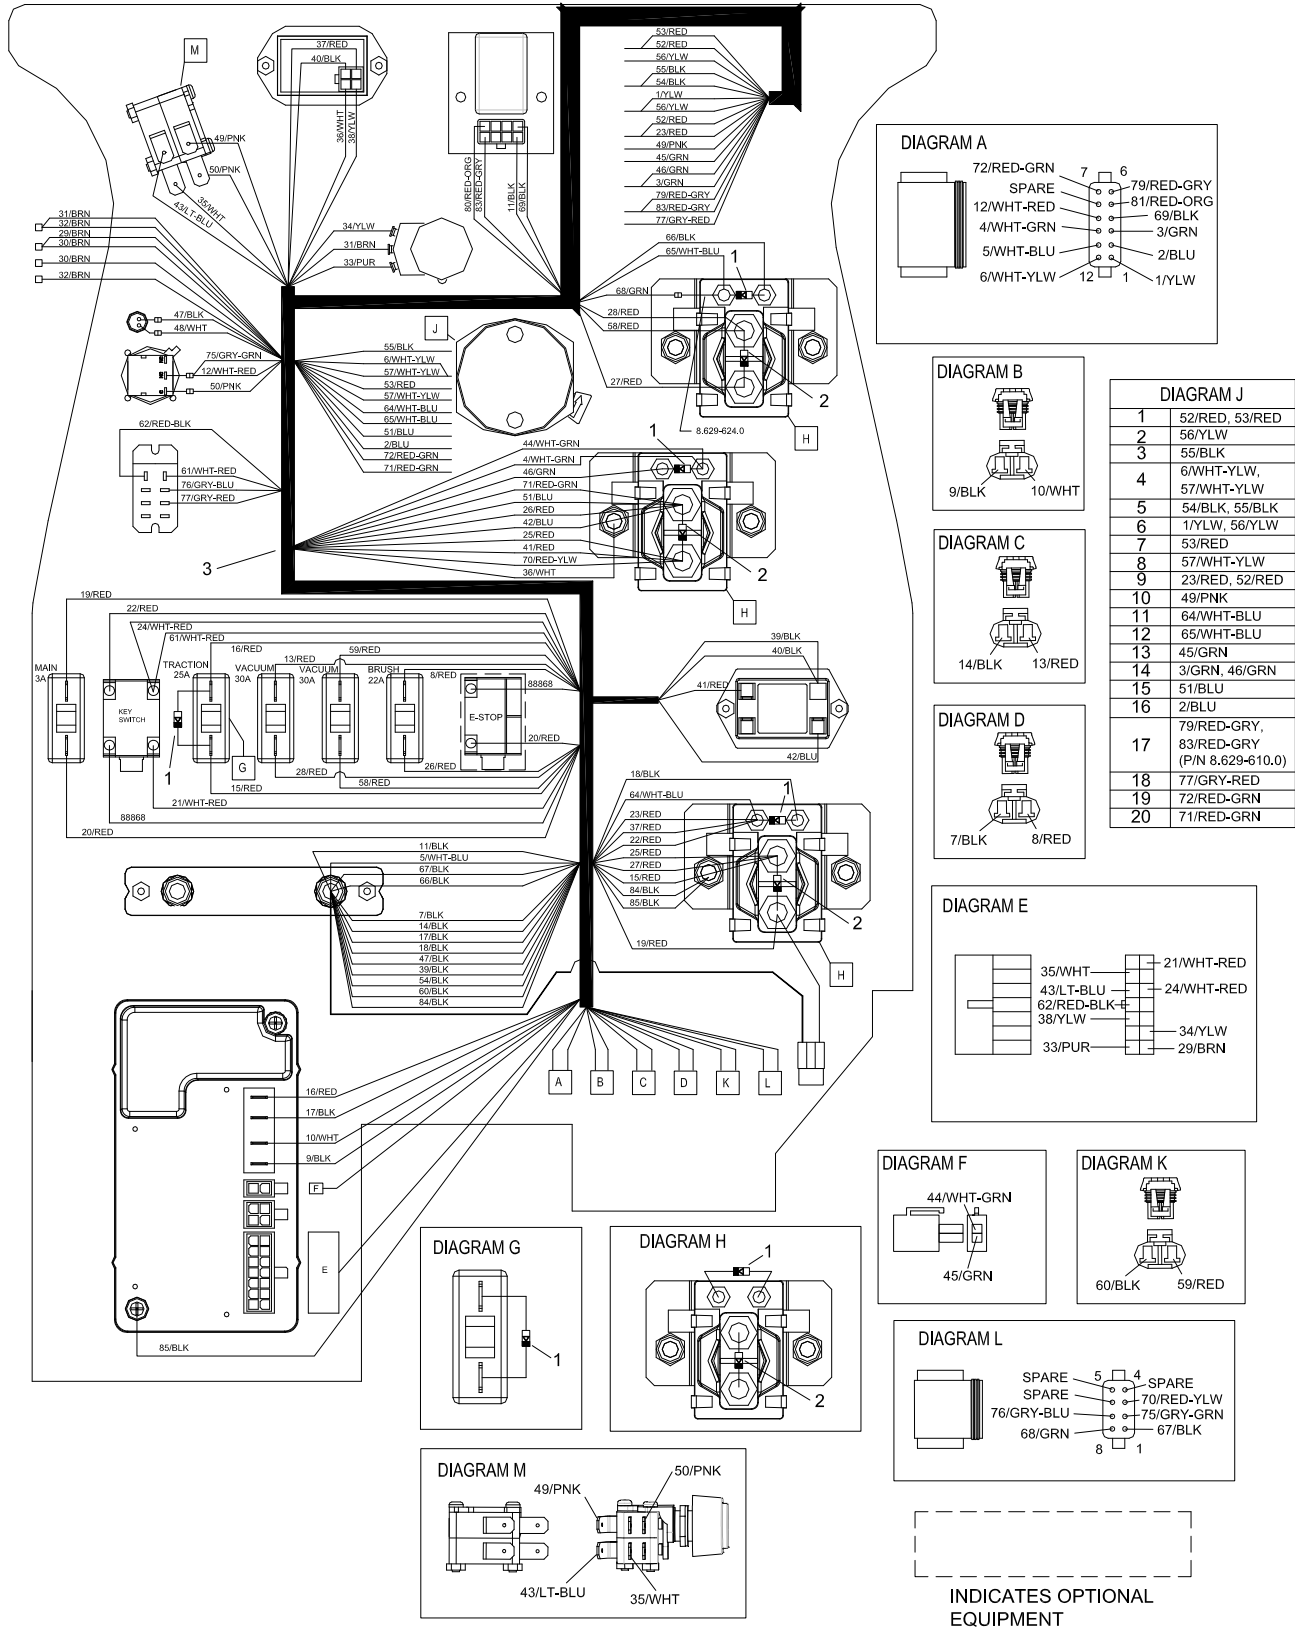 M
37/RED
40/BLK
36/WHT
38/YLW
49/PNK
50/PNK
35/WHT
43/LT-BLU
80/RED-ORG
83/RED-GRY
11/BLK
69/BLK
53/RED
52/RED
56/YLW
55/BLK
54/BLK
1/YLW
56/YLW
52/RED
23/RED
49/PNK
45/GRN
46/GRN
3/GRN
79/RED-GRY
83/RED-GRY
77/GRY-RED
31/BRN
32/BRN
29/BRN
30/BRN
30/BRN
32/BRN
34/YLW
31/BRN
33/PUR
47/BLK
48/WHT
75/GRY-GRN
12/WHT-RED
50/PNK
62/RED-BLK
61/WHT-RED
76/GRY-BLU
77/GRY-RED
J
55/BLK
6/WHT-YLW
57/WHT-YLW
53/RED
57/WHT-YLW
64/WHT-BLU
65/WHT-BLU
51/BLU
2/BLU
72/RED-GRN
71/RED-GRN
66/BLK
65/WHT-BLU
68/GRN
28/RED
58/RED
27/RED
8.629-624.0
1
2
H
44/WHT-GRN
4/WHT-GRN
46/GRN
71/RED-GRN
51/BLU
26/RED
42/BLU
25/RED
41/RED
70/RED-YLW
36/WHT
1
2
H
3
19/RED
22/RED
24/WHT-RED
61/WHT-RED
16/RED
13/RED
59/RED
8/RED
88868
MAIN
3A
KEY
SWITCH
TRACTION
25A
VACUUM
30A
VACUUM
30A
BRUSH
22A
E-STOP
1
G
20/RED
26/RED
28/RED
58/RED
15/RED
21/WHT-RED
88868
20/RED
39/BLK
40/BLK
41/RED
42/BLU
18/BLK
64/WHT-BLU
23/RED
37/RED
22/RED
25/RED
27/RED
15/RED
84/BLK
85/BLK
19/RED
1
2
H
11/BLK
5/WHT-BLU
67/BLK
66/BLK
7/BLK
14/BLK
17/BLK
18/BLK
47/BLK
39/BLK
54/BLK
60/BLK
84/BLK
A
B
C
D
K
L
16/RED
17/BLK
10/WHT
9/BLK
F
E
85/BLK
DIAGRAM A
72/RED-GRN
SPARE
12/WHT-RED
4/WHT-GRN
5/WHT-BLU
6/WHT-YLW
7
6
12
1
79/RED-GRY
81/RED-ORG
69/BLK
3/GRN
2/BLU
1/YLW
DIAGRAM B
9/BLK
10/WHT
DIAGRAM C
14/BLK
13/RED
DIAGRAM D
7/BLK
8/RED
DIAGRAM J
1 52/RED, 53/RED
2 56/YLW
3 55/BLK
4 6/WHT-YLW,
57/WHT-YLW
5 54/BLK, 55/BLK
6 1/YLW, 56/YLW
7 53/RED
8 57/WHT-YLW
9 23/RED, 52/RED
10 49/PNK
11 64/WHT-BLU
12 65/WHT-BLU
13 45/GRN
14 3/GRN, 46/GRN
15 51/BLU
16 2/BLU
17 79/RED-GRY,
83/RED-GRY
(P/N 8.629-610.0)
18 77/GRY-RED
19 72/RED-GRN
20 71/RED-GRN
DIAGRAM E
35/WHT
43/LT-BLU
62/RED-BLK
38/YLW
33/PUR
21/WHT-RED
24/WHT-RED
34/YLW
29/BRN
DIAGRAM F
44/WHT-GRN
45/GRN
DIAGRAM K
60/BLK
59/RED
DIAGRAM G
1
DIAGRAM H
1
2
DIAGRAM L
SPARE
SPARE
76/GRY-BLU
68/GRN
5
4
8
1
SPARE
70/RED-YLW
75/GRY-GRN
67/BLK
DIAGRAM M
49/PNK
50/PNK
43/LT-BLU
35/WHT
INDICATES OPTIONAL
EQUIPMENT